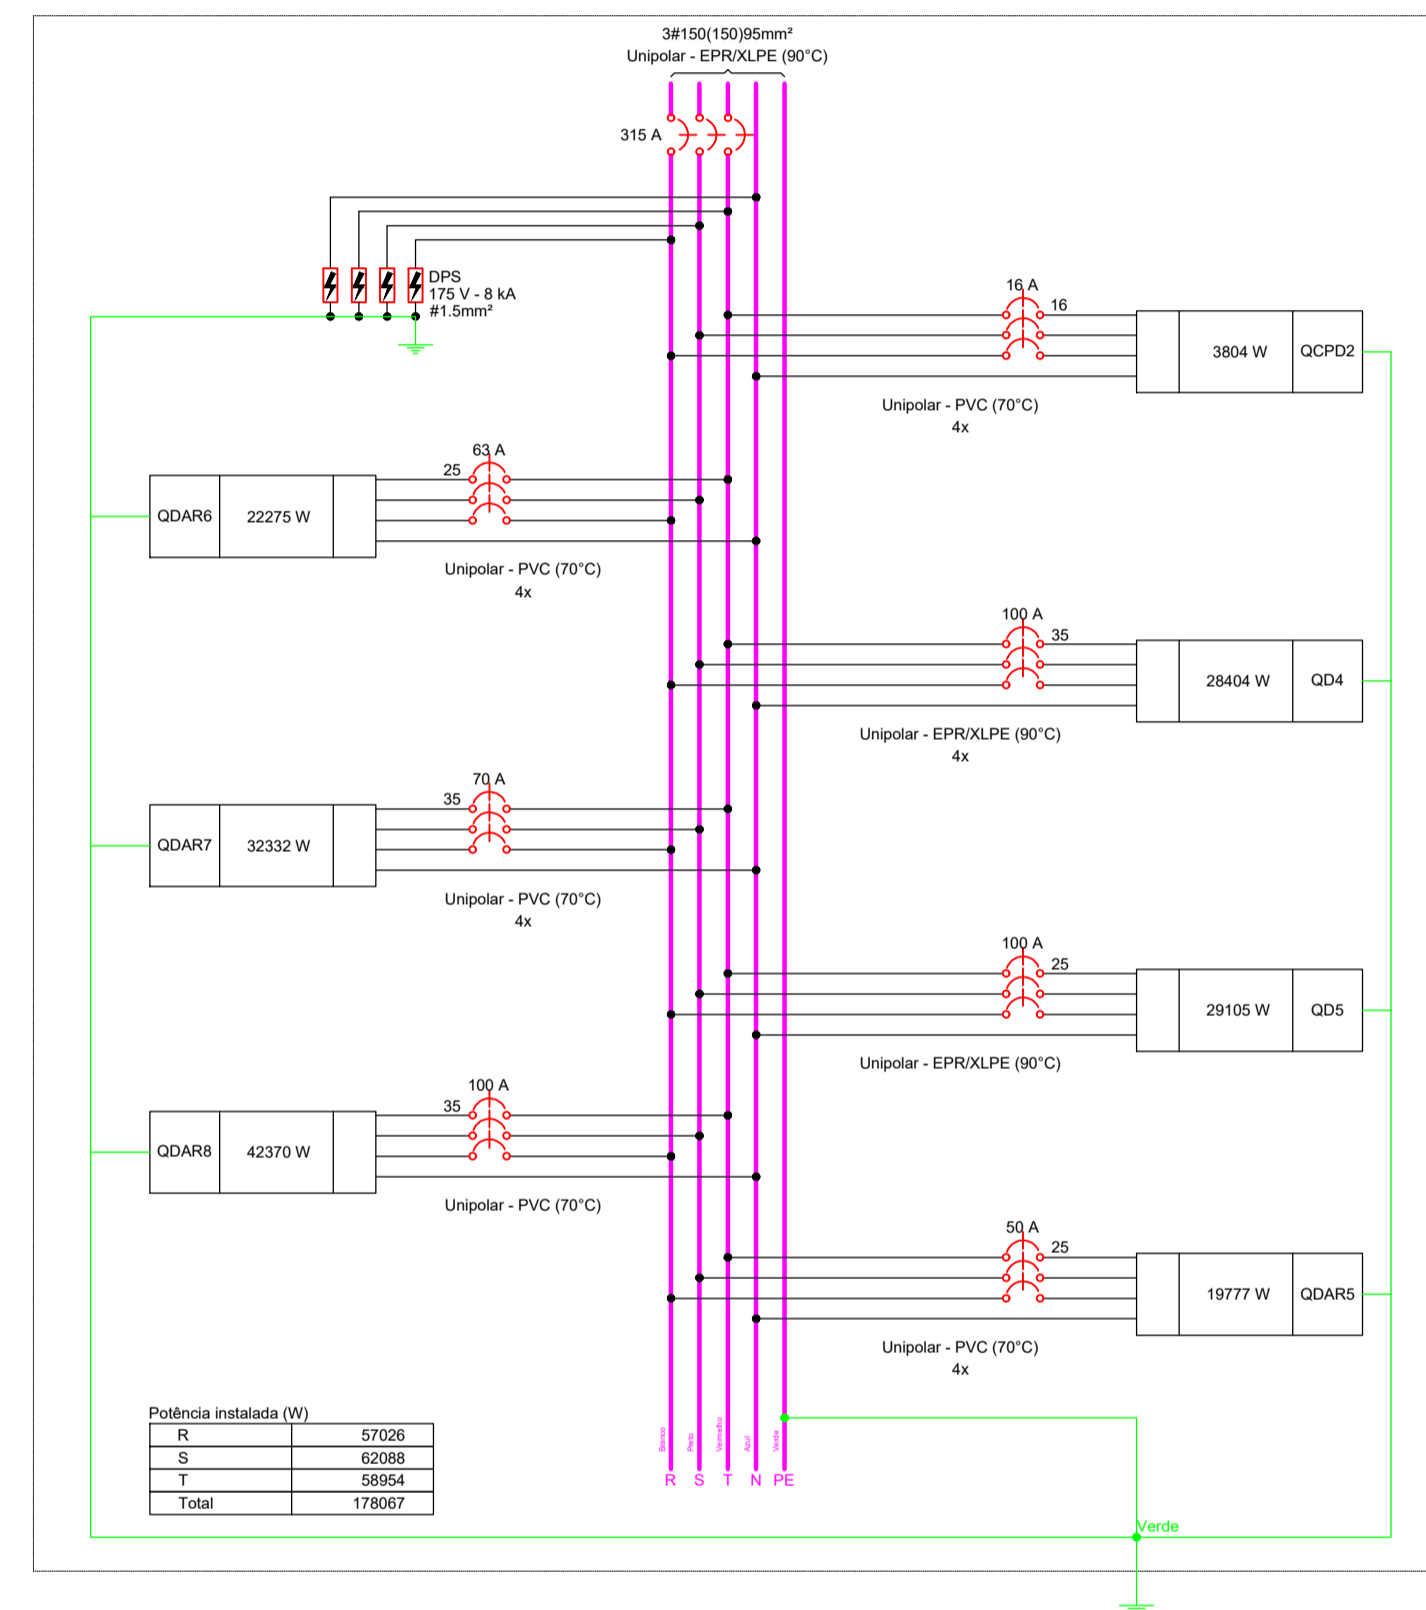 3#150(150)95mm²
Unipolar - EPR/XLPE (90°C)
315 A
DPS
175 V - 8 kA
#1.5mm²
16 A
16
3804 W
QCPD2
Unipolar - PVC (70°C)
4x
63 A
25
QDAR6
22275 W
Unipolar - PVC (70°C)
4x
100 A
35
28404 W
QD4
Unipolar - EPR/XLPE (90°C)
4x
70 A
35
QDAR7
32332 W
Unipolar - PVC (70°C)
4x
100 A
25
29105 W
QD5
Unipolar - EPR/XLPE (90°C)
100 A
35
QDAR8
42370 W
Unipolar - PVC (70°C)
50 A
25
19777 W
QDAR5
Unipolar - PVC (70°C)
4x
Potência instalada (W)
R 57026
S 62088
T 58954
Total 178067
Branco
Preto
Vermelho
Azul
Verde
R S T N PE
Verde